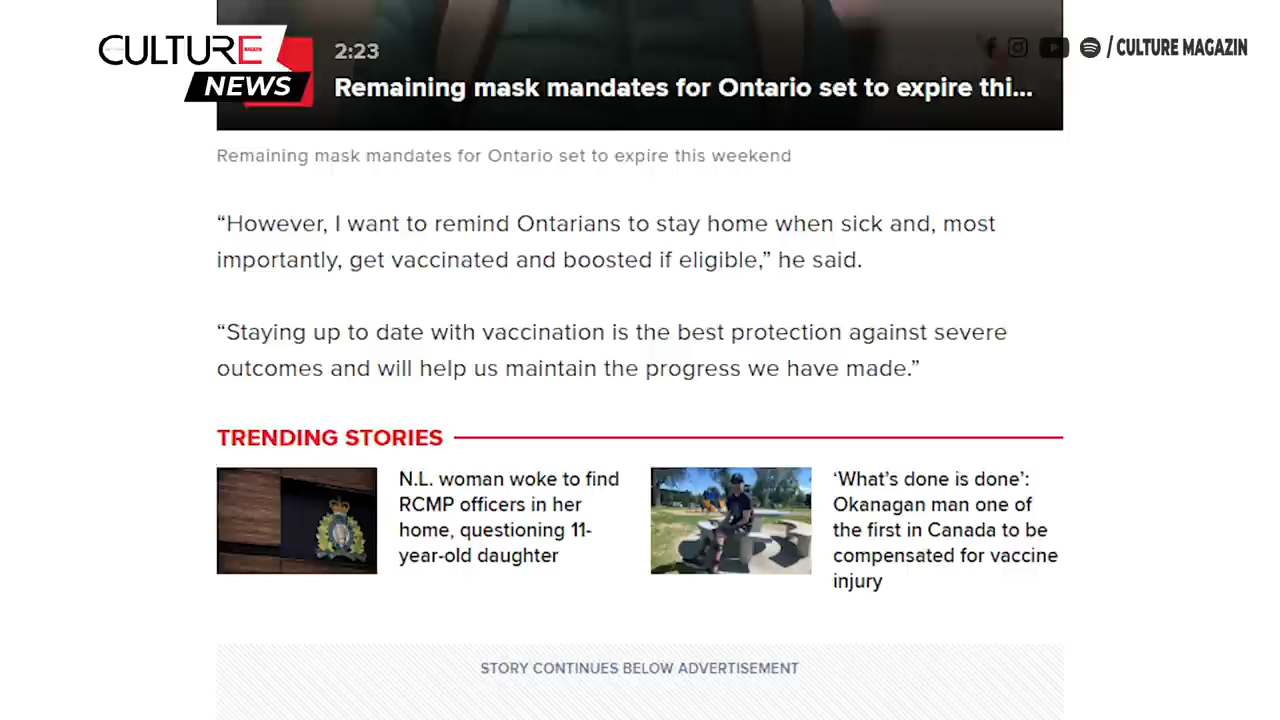 CULTURE
MAGAZIN
NEWS
2:23
/ CULTURE MAGAZIN
Remaining mask mandates for Ontario set to expire thi...
Remaining mask mandates for Ontario set to expire this weekend
“However, I want to remind Ontarians to stay home when sick and, most
importantly, get vaccinated and boosted if eligible,” he said.
“Staying up to date with vaccination is the best protection against severe
outcomes and will help us maintain the progress we have made.”
TRENDING STORIES
N.L. woman woke to find
RCMP officers in her
home, questioning 11-
year-old daughter
‘What’s done is done’:
Okanagan man one of
the first in Canada to be
compensated for vaccine
injury
STORY CONTINUES BELOW ADVERTISEMENT